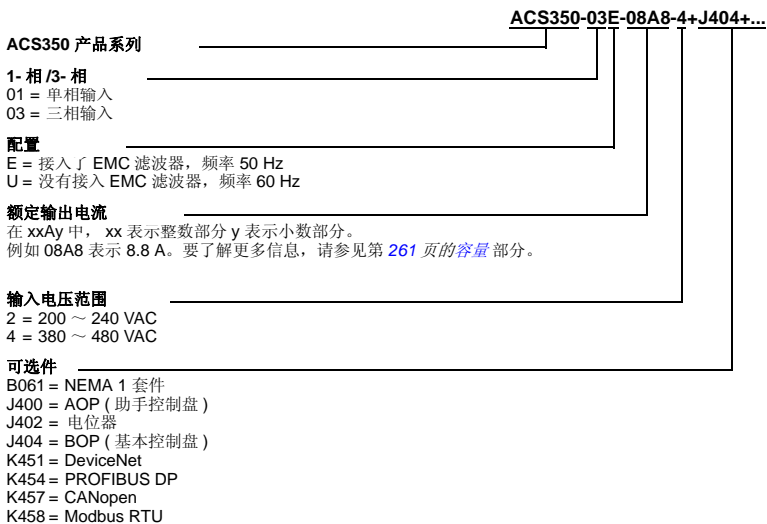 ACS350-03E-08A8-4+J404+...
ACS350 产品系列
1- 相 /3- 相
01 = 单相输入
03 = 三相输入
配置
E = 接入了 EMC 滤波器，频率 50 Hz
U = 没有接入 EMC 滤波器，频率 60 Hz
额定输出电流
在 xxAy 中， xx 表示整数部分 y 表示小数部分。
例如 08A8 表示 8.8 A。要了解更多信息，请参见第 261 页的容量 部分。
输入电压范围
2 = 200 ～ 240 VAC
4 = 380 ～ 480 VAC
可选件
B061 = NEMA 1 套件
J400 = AOP ( 助手控制盘 )
J402 = 电位器
J404 = BOP ( 基本控制盘 )
K451 = DeviceNet
K454 = PROFIBUS DP
K457 = CANopen
K458 = Modbus RTU